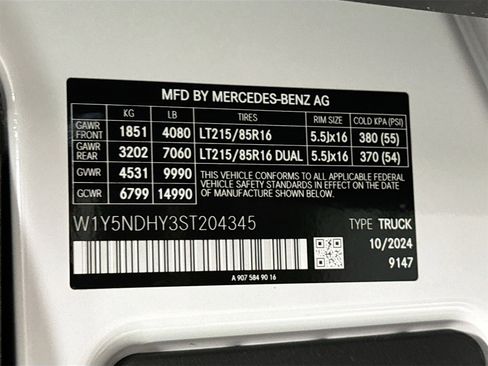 MFD BY MERCEDES-BENZ AG
KG LB TIRES RIM SIZE COLD KPA (PSI)
GAWR FRONT 1851 4080 LT215/85R16 5.5Jx16 380 (55)
GAWR REAR 3202 7060 LT215/85R16 DUAL 5.5Jx16 370 (54)
GVWR 4531 9990 THIS VEHICLE CONFORMS TO ALL APPLICABLE
GCWR 6799 14990 U.S. FEDERAL MOTOR VEHICLE SAFETY STANDARDS IN EFFECT ON THE DATE OF MANUFACTURE SHOWN BELOW.
W1Y5NDHY3ST204345 TYPE TRUCK
10/2024
9147
A 907 584 90 16